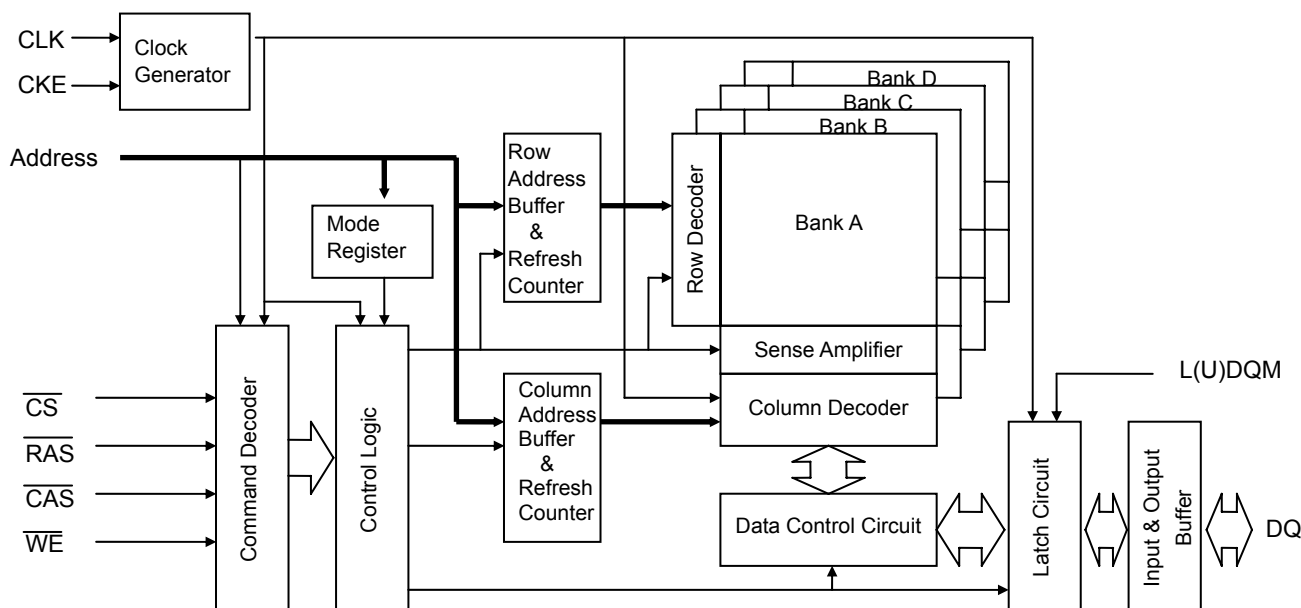 CLK
CKE
Clock
Generator
Address
Mode
Register
Row
Address
Buffer
&
Refresh
Counter
Bank D
Bank C
Bank B
Bank A
Row Decoder
Sense Amplifier
Column Decoder
CS
RAS
CAS
WE
Command Decoder
Control Logic
Column
Address
Buffer
&
Refresh
Counter
Data Control Circuit
L(U)DQM
Latch Circuit
Input & Output
Buffer
DQ